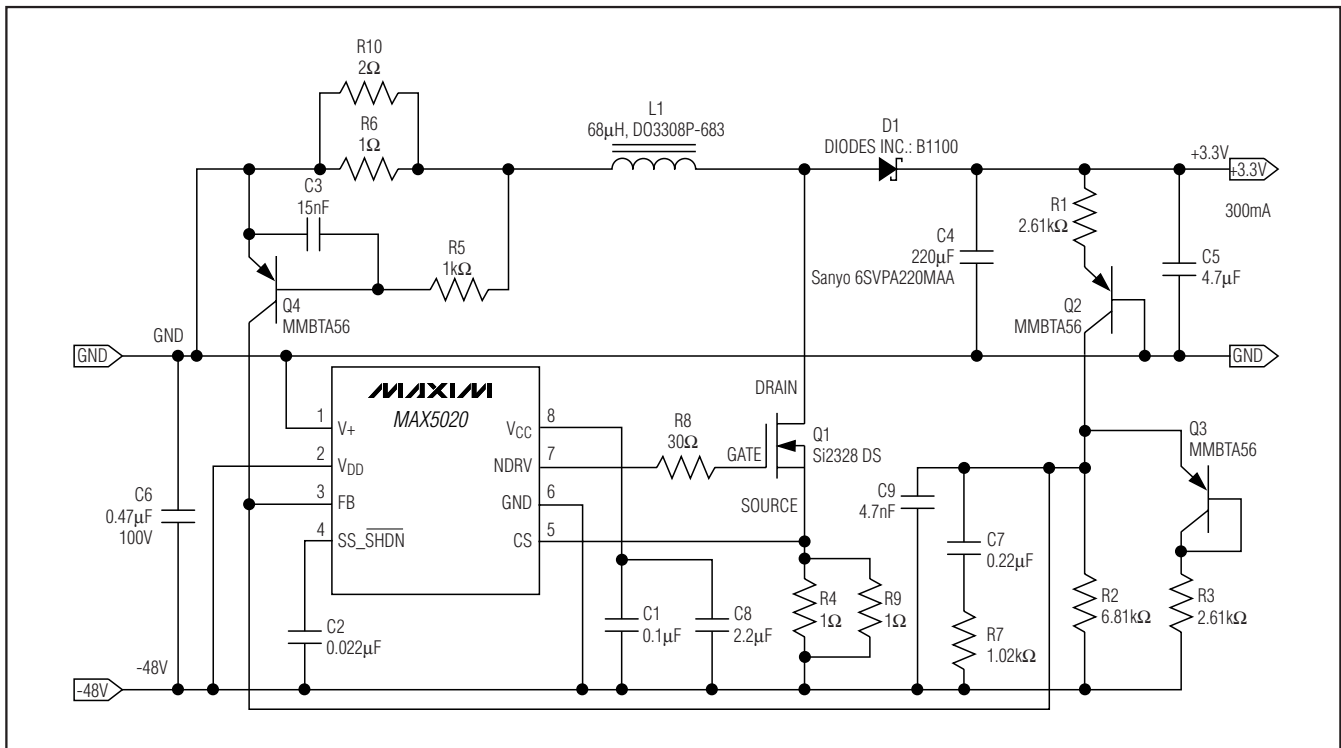 R10
2Ω
R6
1Ω
C3
15nF
R5
1kΩ
Q4
MMBTA56
L1
68μH, DO3308P-683
D1
DIODES INC.: B1100
+3.3V
+3.3V
300mA
R1
2.61kΩ
C4
220μF
Sanyo 6SVPA220MAA
C5
4.7μF
Q2
MMBTA56
GND
GND
GND
MAXIM
MAX5020
1
V+
2
VDD
3
FB
4
SS_SHDN
8
VCC
7
NDRV
6
GND
5
CS
R8
30Ω
DRAIN
GATE
Q1
Si2328 DS
SOURCE
Q3
MMBTA56
C6
0.47μF
100V
C9
4.7nF
C7
0.22μF
C2
0.022μF
C1
0.1μF
C8
2.2μF
R4
1Ω
R9
1Ω
R7
1.02kΩ
R2
6.81kΩ
R3
2.61kΩ
-48V
-48V